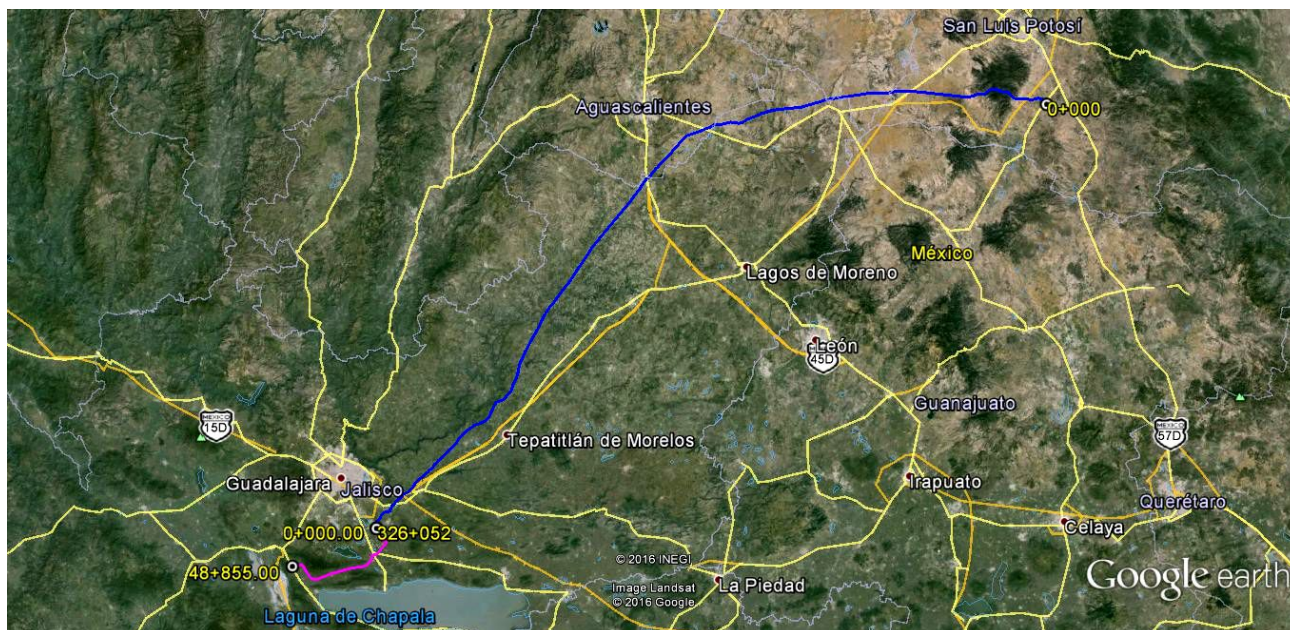 San Luis Potosí
Aguascalientes
0+000
México
Lagos de Moreno
León
45D
MEXICO
15D
Guanajuato
57D
Tepatitlán de Morelos
Guadalajara
Jalisco
Irapuato
Querétaro
0+000.00
326+052
Celaya
© 2016 INEGI
48+855.00
Google earth
Image Landsat
© 2016 Google
La Piedad
Laguna de Chapala